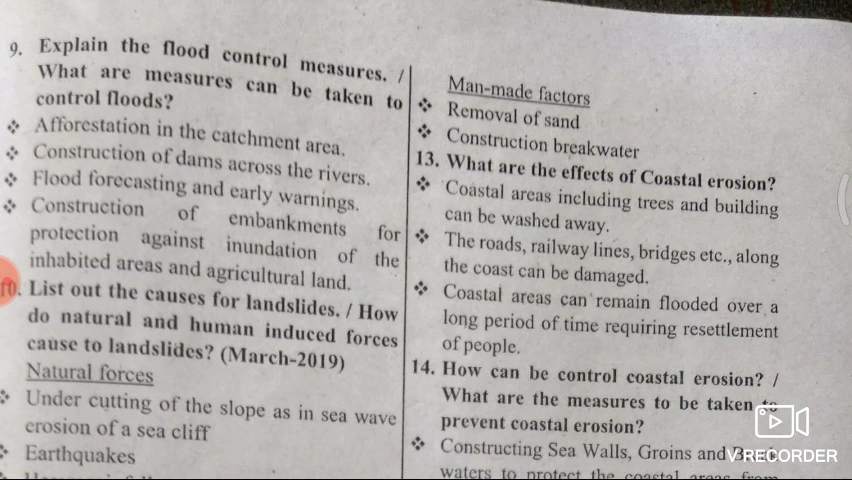 9. Explain the flood control measures. /
What are measures can be taken to
control floods?
❖ Afforestation in the catchment area.
❖ Construction of dams across the rivers.
❖ Flood forecasting and early warnings.
❖ Construction of embankments for
protection against inundation of the
inhabited areas and agricultural land.
10. List out the causes for landslides. / How
do natural and human induced forces
cause to landslides? (March-2019)
Natural forces
❖ Under cutting of the slope as in sea wave
erosion of a sea cliff
❖ Earthquakes
Man-made factors
❖ Removal of sand
❖ Construction breakwater
13. What are the effects of Coastal erosion?
❖ Coastal areas including trees and building
can be washed away.
❖ The roads, railway lines, bridges etc., along
the coast can be damaged.
❖ Coastal areas can remain flooded over a
long period of time requiring resettlement
of people.
14. How can be control coastal erosion? /
What are the measures to be taken to
prevent coastal erosion?
❖ Constructing Sea Walls, Groins and
waters to protect the coastal areas from
VRECORDER